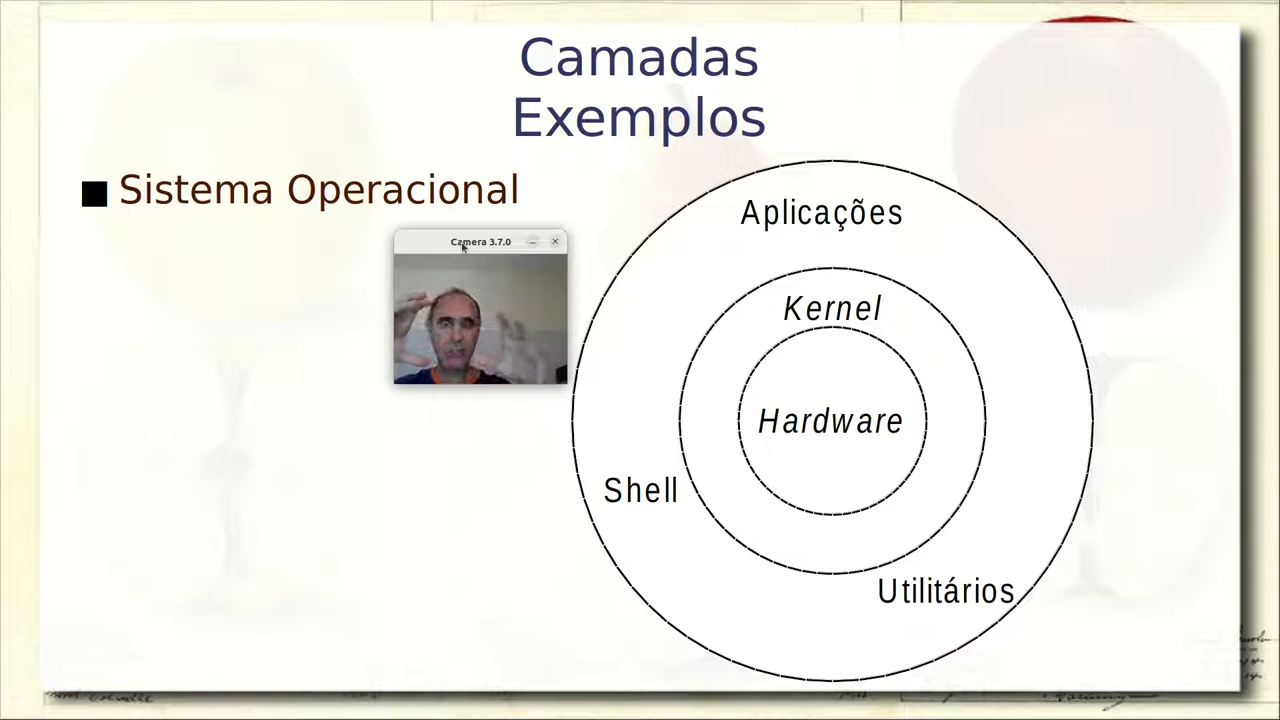 Camadas
Exemplos
Sistema Operacional
Aplicações
Camera 3.7.0
Kernel
Hardware
Shell
Utilitários